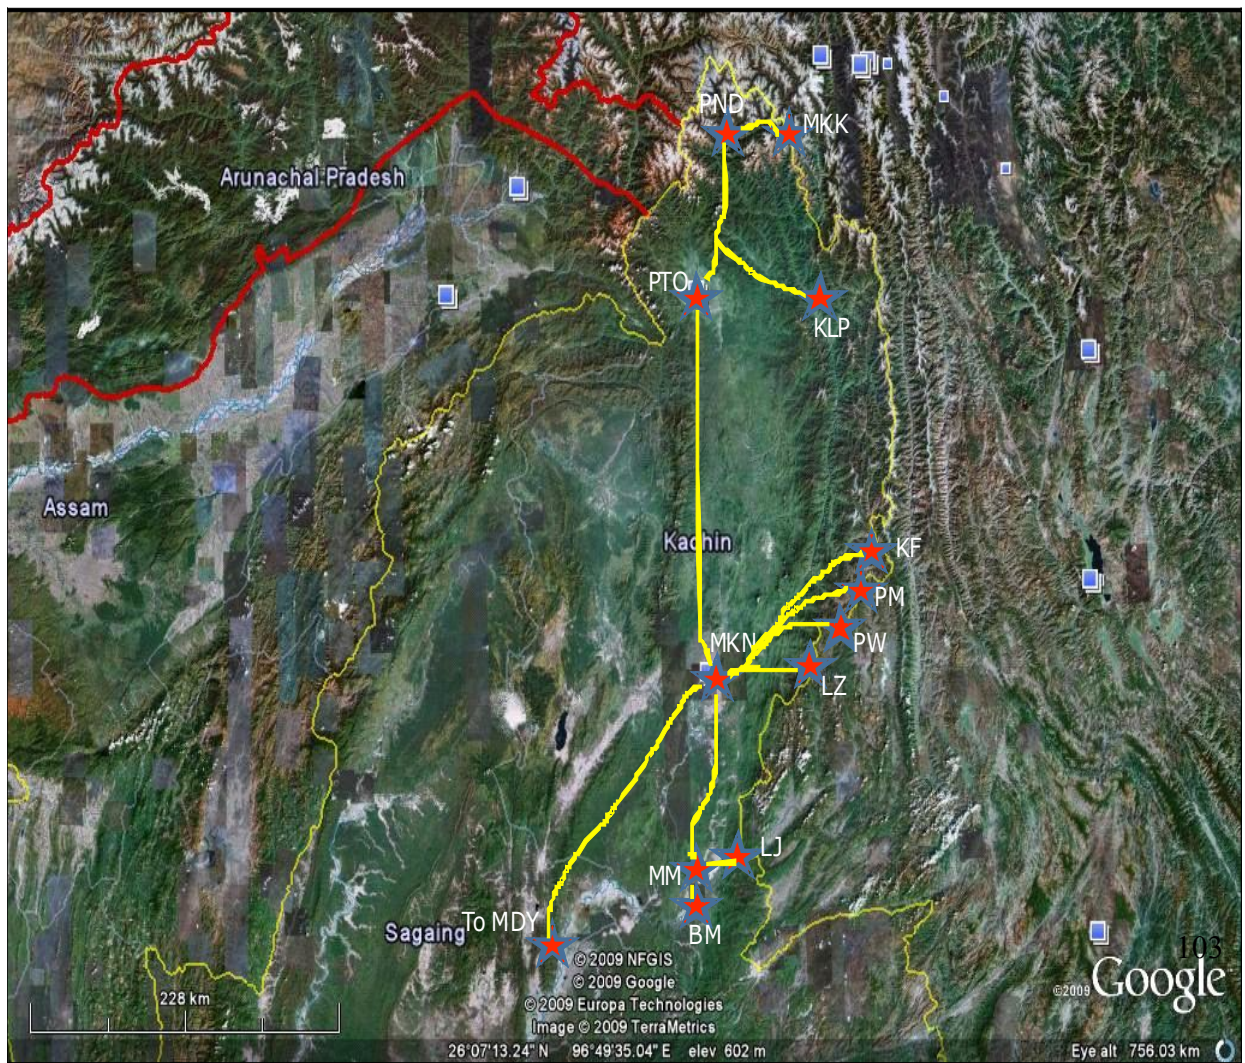 PND
MKK
Arunachal Pradesh
PTO
KLP
Assam
Kachin
KF
PM
PW
MKN
LZ
LJ
MM
BM
To MDY
Sagaing
103
© 2009 NFGIS
© 2009 Google
© 2009 Europa Technologies
Image © 2009 TerraMetrics
©2009 Google
228 km
26°07'13.24" N 96°49'35.04" E elev 602 m
Eye alt 756.03 km